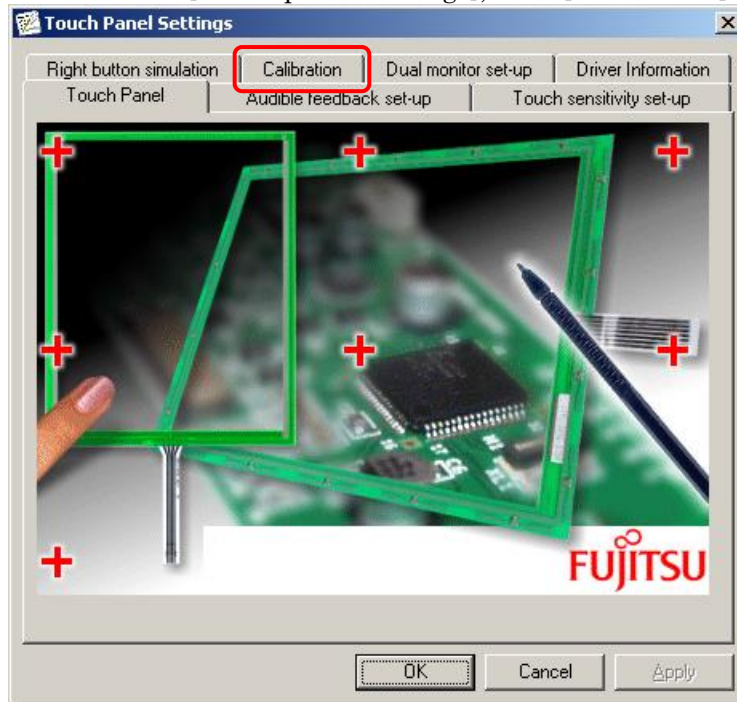 Touch Panel Settings
Right button simulation Calibration Dual monitor set-up Driver Information
Touch Panel Audible feedback set-up Touch sensitivity set-up
FUJITSU
OK Cancel Apply